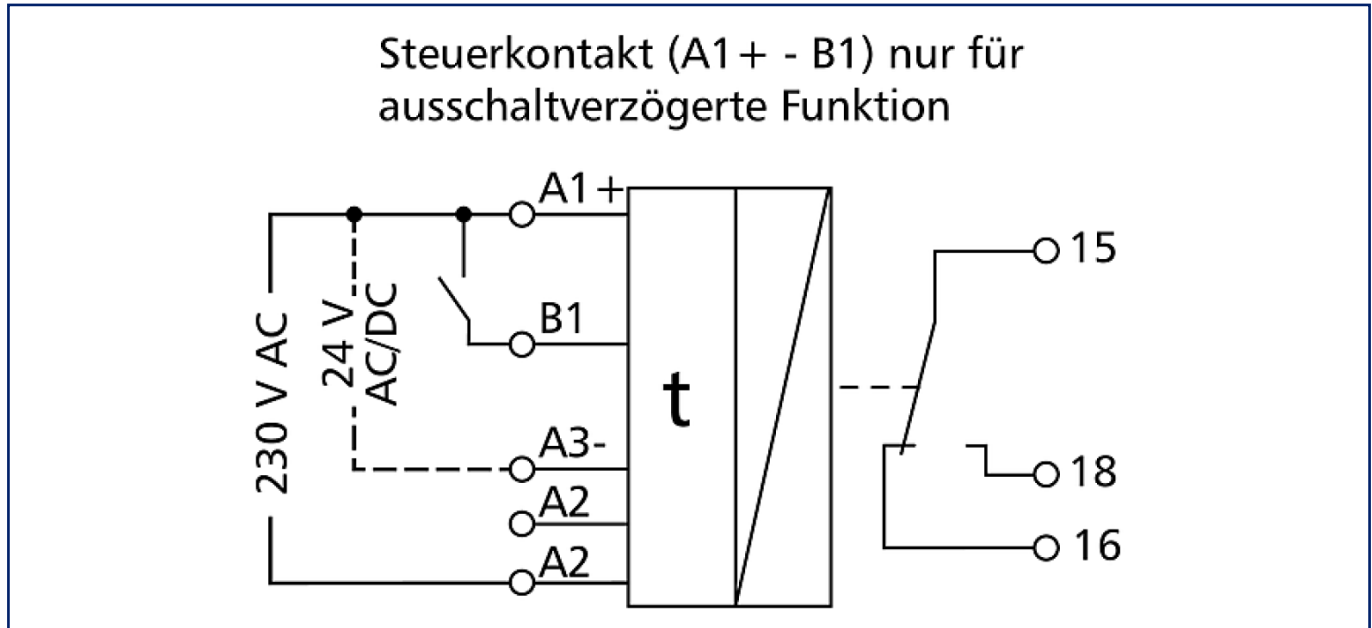 Steuerkontakt (A1+ - B1) nur für
ausschaltverzögerte Funktion
A1+
15
230 V AC
24 V
AC/DC
B1
t
A3-
18
A2
16
A2